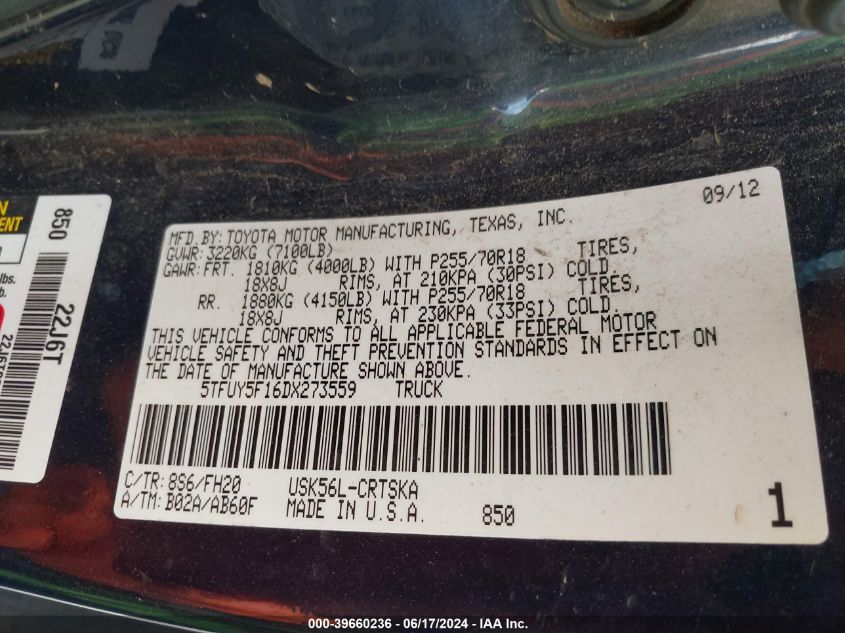 N
ENT
lbs.
b.
850
22J6T
09/12
MFD.BY:TOYOTA MOTOR MANUFACTURING, TEXAS, INC.
GVWR:3220KG (7100LB)
GAWR:FRT. 1810KG (4000LB) WITH P255/70R18 TIRES,
18X8J RIMS, AT 210KPA (30PSI) COLD.
RR. 1880KG (4150LB) WITH P255/70R18 TIRES,
18X8J RIMS, AT 230KPA (33PSI) COLD.
THIS VEHICLE CONFORMS TO ALL APPLICABLE FEDERAL MOTOR
VEHICLE SAFETY AND THEFT PREVENTION STANDARDS IN EFFECT ON
THE DATE OF MANUFACTURE SHOWN ABOVE.
5TFUY5F16DX273559 TRUCK
C/TR:8S6/FH20 USK56L-CRTSKA
A/TM:B02A/AB60F MADE IN U.S.A. 850 1
000-39660236 - 06/17/2024 - IAA Inc.